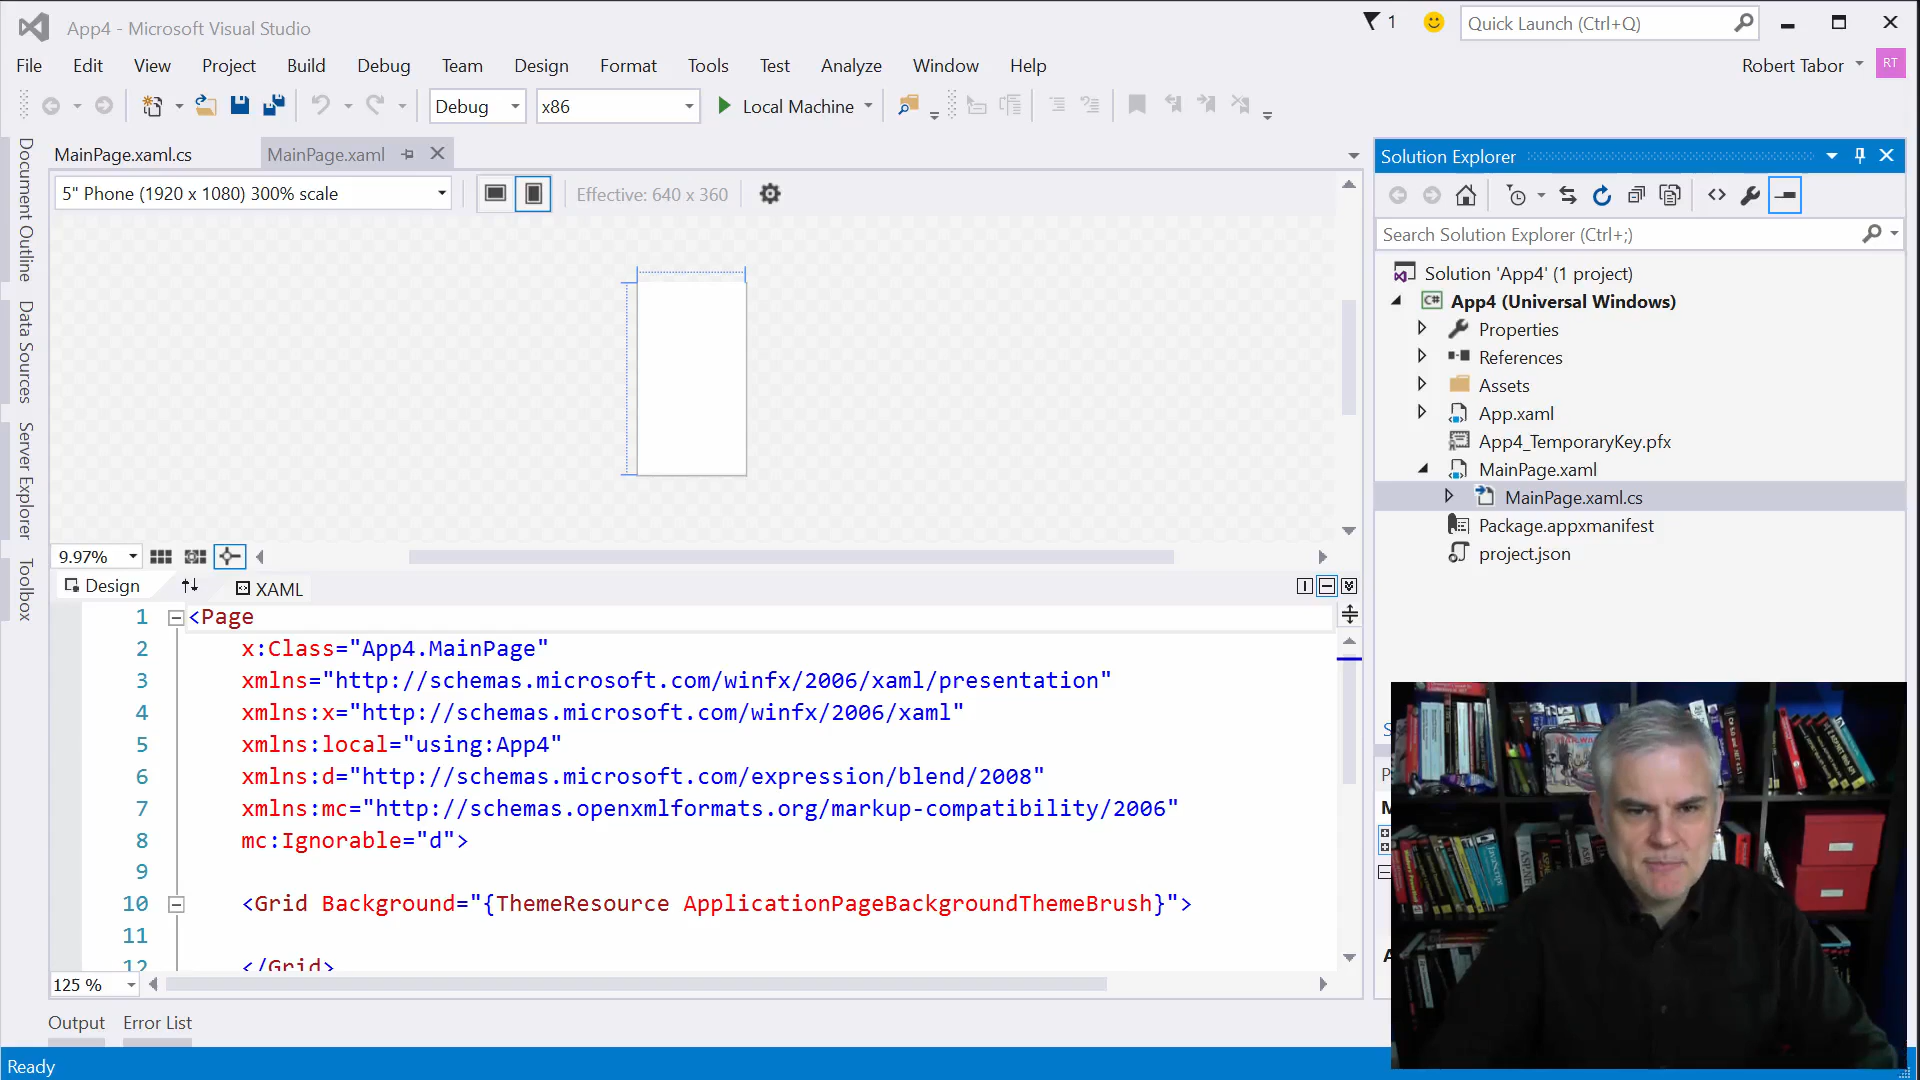 App4 - Microsoft Visual Studio
1
Quick Launch (Ctrl+Q)
File Edit View Project Build Debug Team Design Format Tools Test Analyze Window Help
Robert Tabor
RT
Debug
x86
Local Machine
Document Outline
Data Sources
Server Explorer
Toolbox
MainPage.xaml.cs
MainPage.xaml
5" Phone (1920 x 1080) 300% scale
Effective: 640 x 360
9.97%
Design
XAML
1 <Page
2 x:Class="App4.MainPage"
3 xmlns="http://schemas.microsoft.com/winfx/2006/xaml/presentation"
4 xmlns:x="http://schemas.microsoft.com/winfx/2006/xaml"
5 xmlns:local="using:App4"
6 xmlns:d="http://schemas.microsoft.com/expression/blend/2008"
7 xmlns:mc="http://schemas.openxmlformats.org/markup-compatibility/2006"
8 mc:Ignorable="d">
9
10 <Grid Background="{ThemeResource ApplicationPageBackgroundThemeBrush}">
11
12 </Grid>
125 %
Output Error List
Ready
Solution Explorer
Search Solution Explorer (Ctrl+;)
Solution 'App4' (1 project)
C# App4 (Universal Windows)
Properties
References
Assets
App.xaml
App4_TemporaryKey.pfx
MainPage.xaml
MainPage.xaml.cs
Package.appxmanifest
project.json